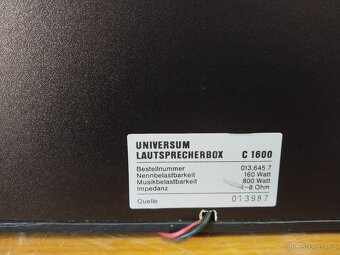 UNIVERSUM
LAUTSPRECHERBOX C 1600
Bestellnummer 013.645 7
Nennbelastbarkeit 160 Watt
Musikbelastbarkeit 800 Watt
Impedanz 4–8 Ohm
Quelle 013987